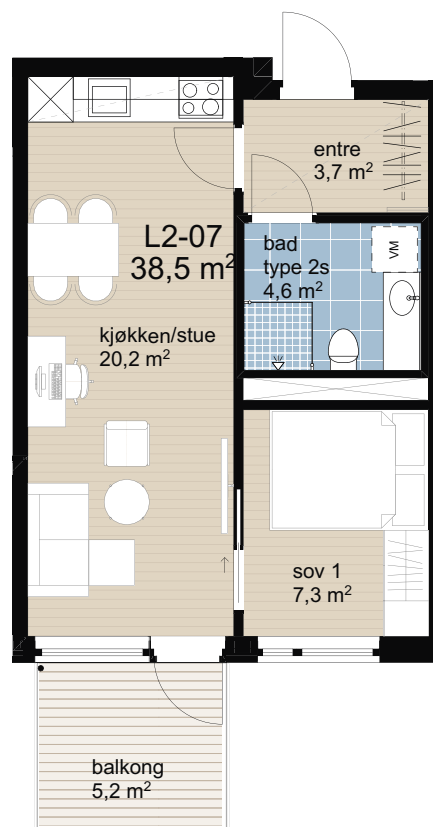 entre
3,7 m²
L2-07
38,5 m²
bad
type 2s
4,6 m²
VM
kjøkken/stue
20,2 m²
sov 1
7,3 m²
balkong
5,2 m²